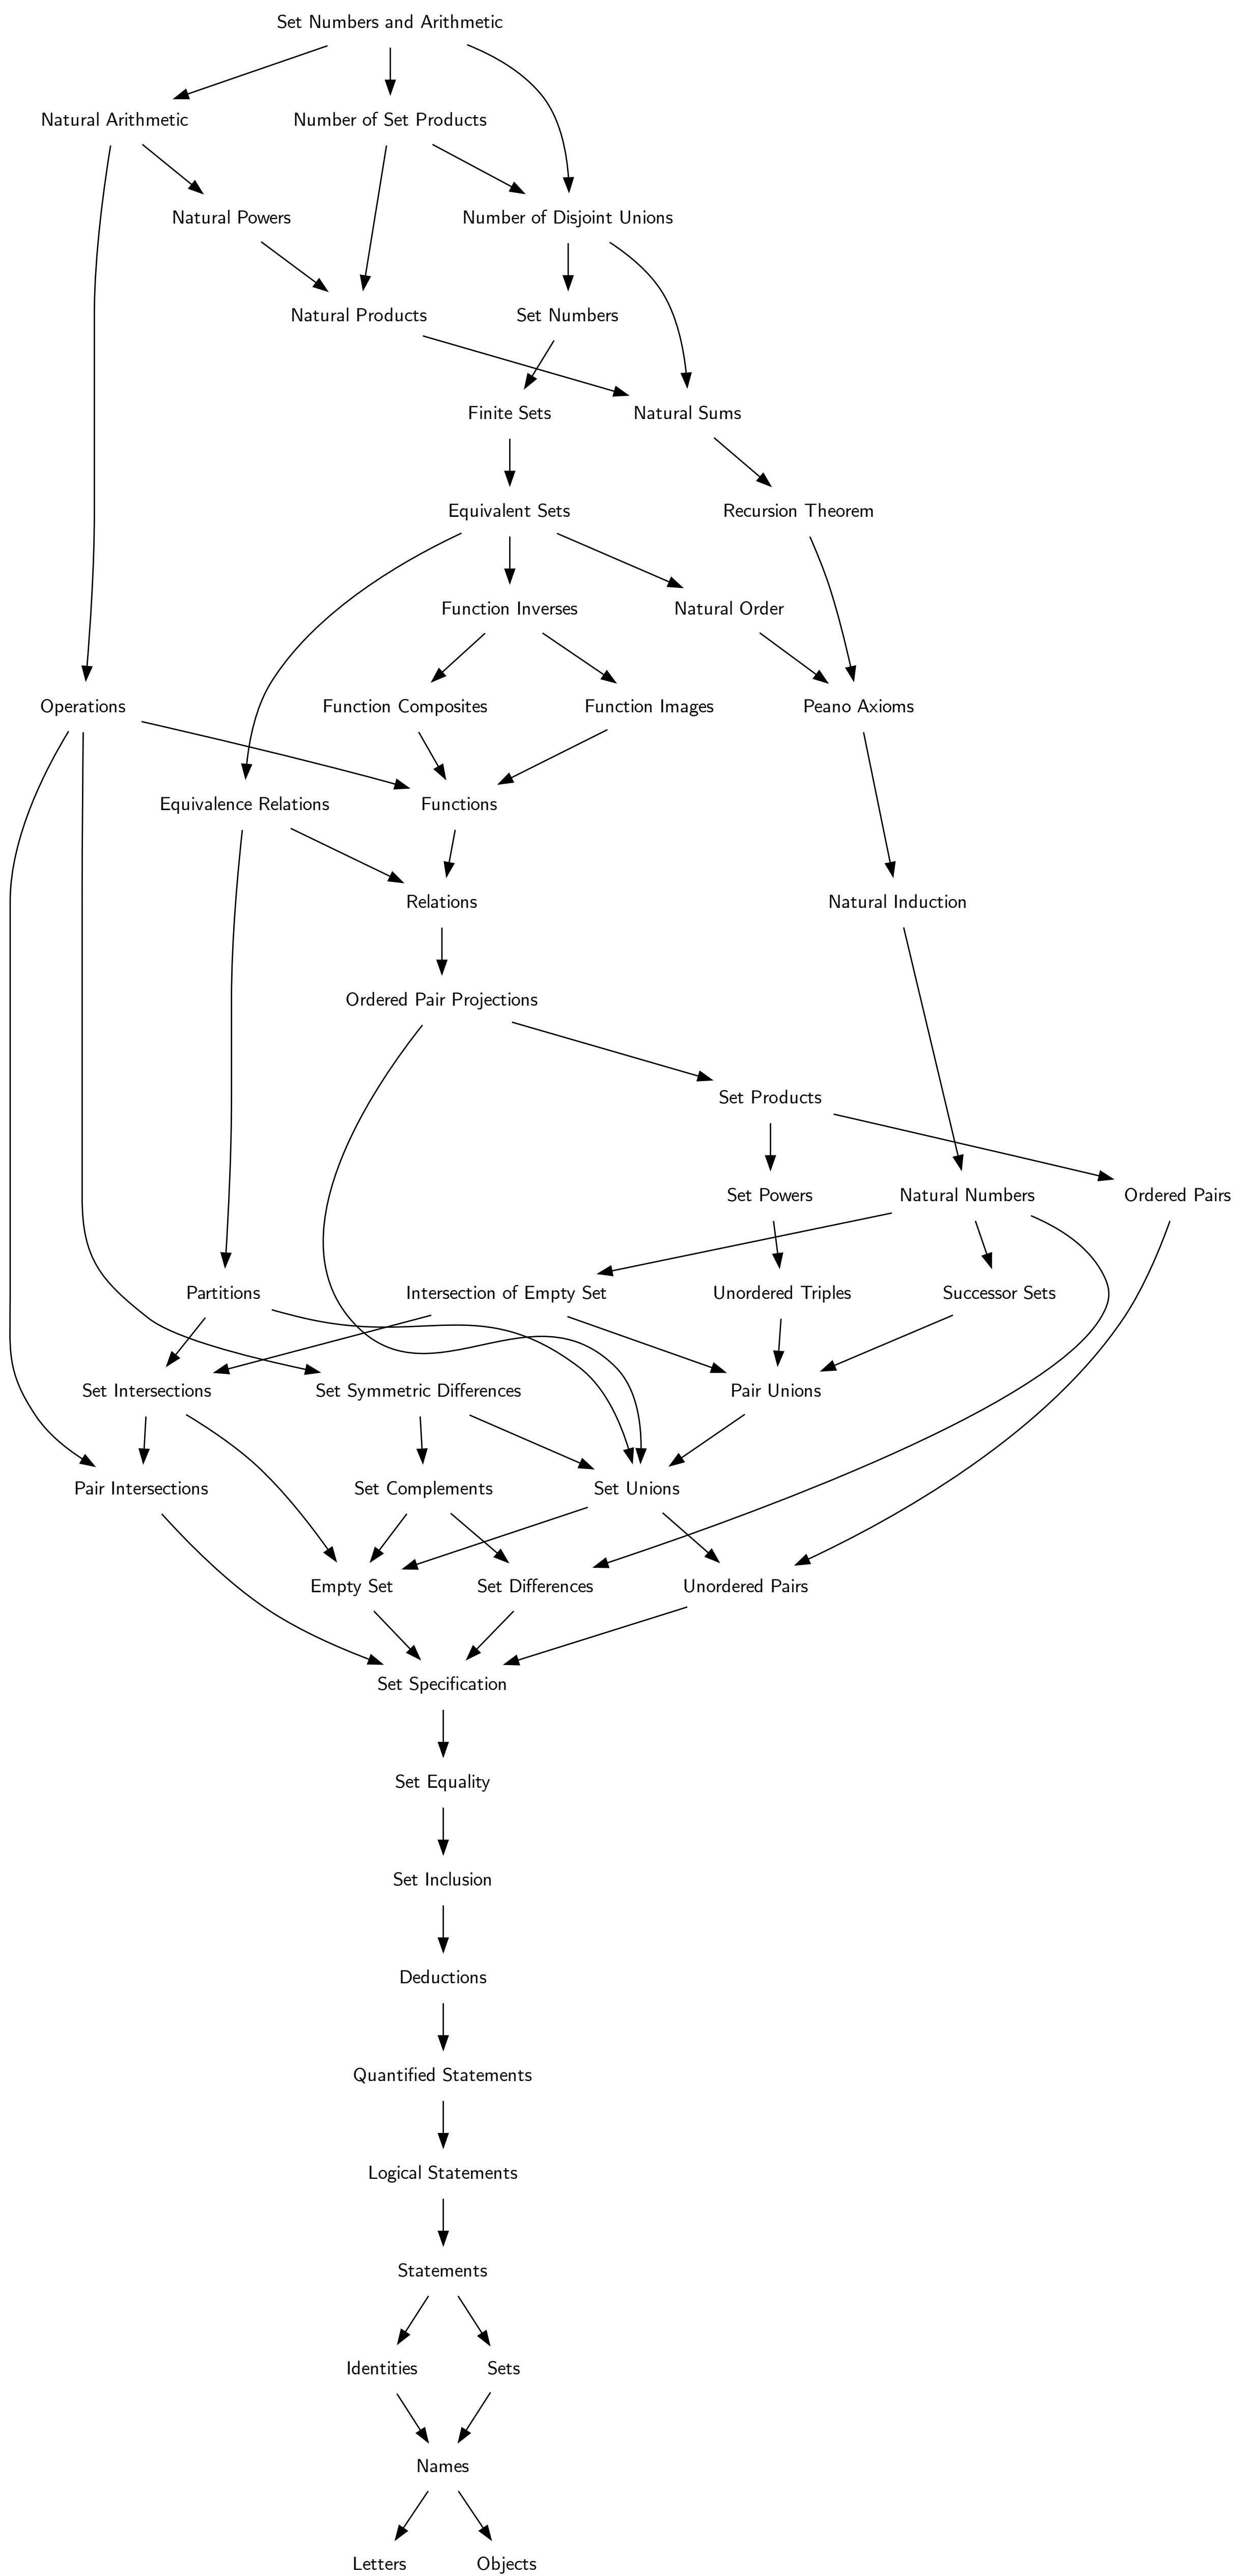 Set Numbers and Arithmetic
Natural Arithmetic
Number of Set Products
Natural Powers
Number of Disjoint Unions
Natural Products
Set Numbers
Finite Sets
Natural Sums
Equivalent Sets
Recursion Theorem
Function Inverses
Natural Order
Operations
Function Composites
Function Images
Peano Axioms
Equivalence Relations
Functions
Relations
Natural Induction
Ordered Pair Projections
Set Products
Set Powers
Natural Numbers
Ordered Pairs
Partitions
Intersection of Empty Set
Unordered Triples
Successor Sets
Set Intersections
Set Symmetric Differences
Pair Unions
Pair Intersections
Set Complements
Set Unions
Empty Set
Set Differences
Unordered Pairs
Set Specification
Set Equality
Set Inclusion
Deductions
Quantified Statements
Logical Statements
Statements
Identities
Sets
Names
Letters
Objects